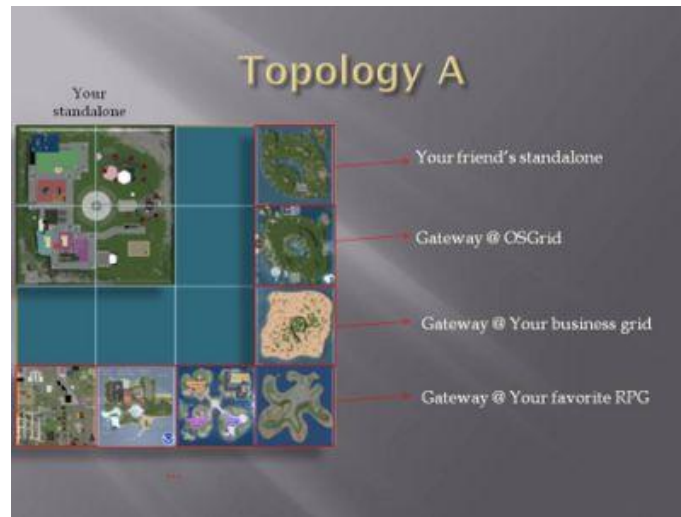 Topology A
Your
standalone
Your friend's standalone
Gateway @ OSGrid
Gateway @ Your business grid
Gateway @ Your favorite RPG
...